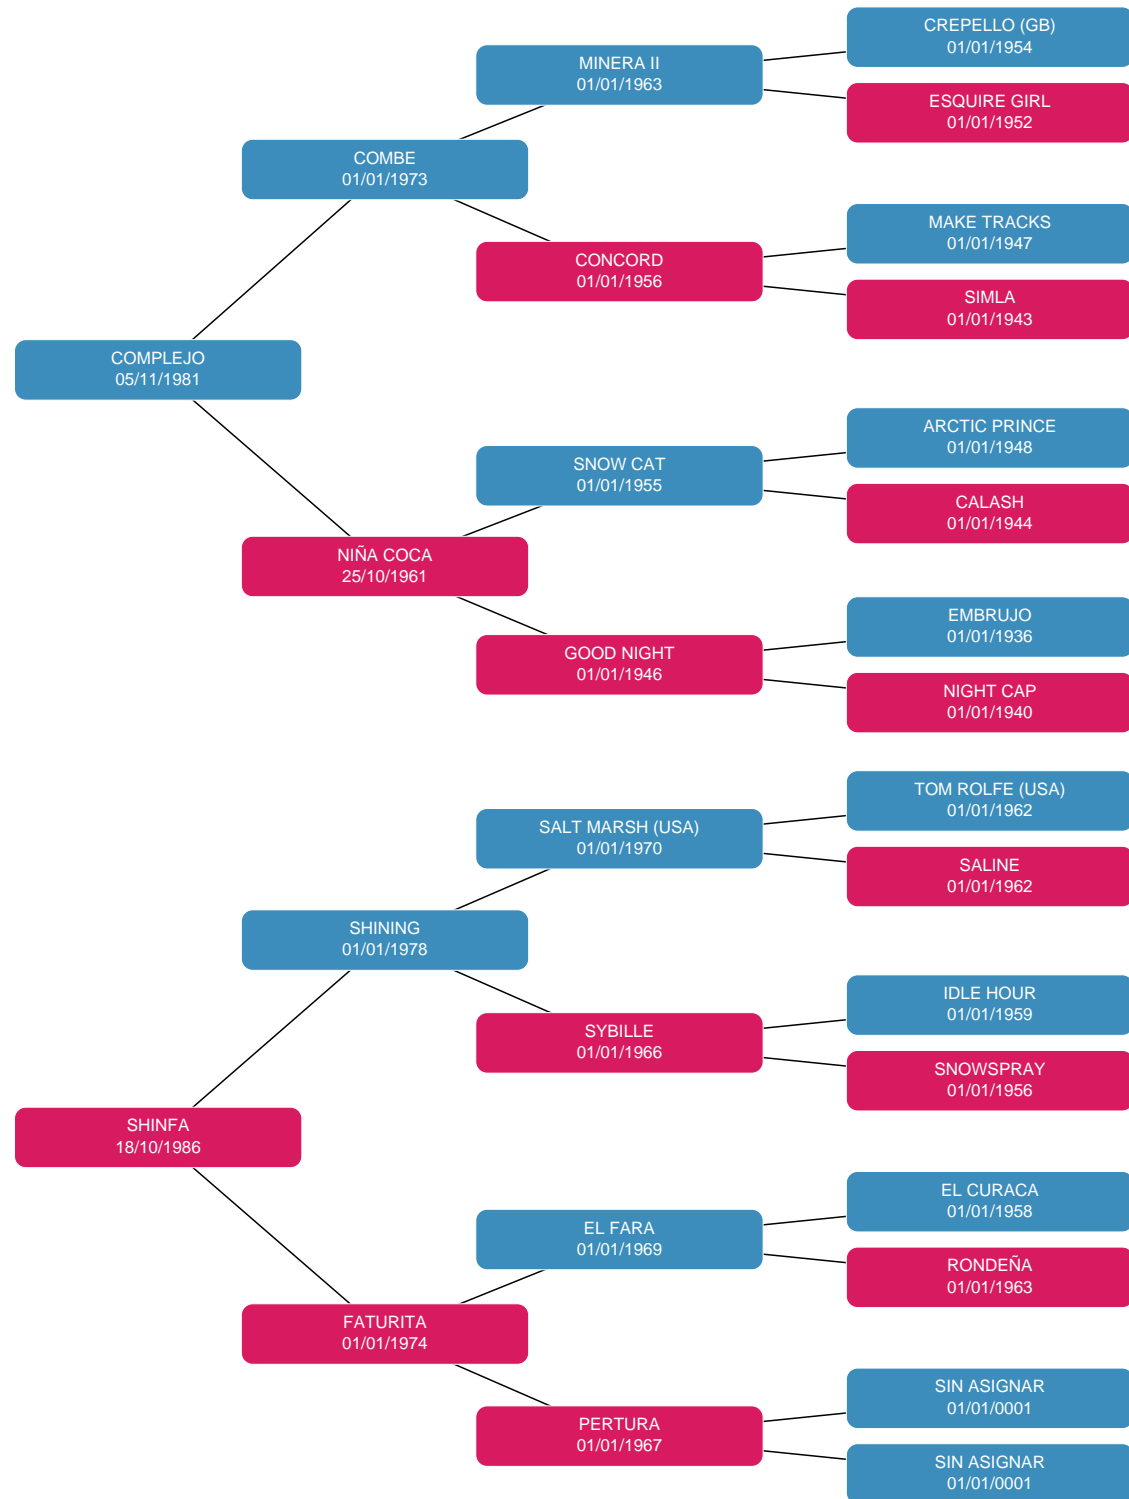 CREPELLO (GB)
01/01/1954
MINERA II
01/01/1963
ESQUIRE GIRL
01/01/1952
COMBE
01/01/1973
MAKE TRACKS
01/01/1947
CONCORD
01/01/1956
SIMLA
01/01/1943
COMPLEJO
05/11/1981
ARCTIC PRINCE
01/01/1948
SNOW CAT
01/01/1955
CALASH
01/01/1944
NIÑA COCA
25/10/1961
EMBRUJO
01/01/1936
GOOD NIGHT
01/01/1946
NIGHT CAP
01/01/1940
TOM ROLFE (USA)
01/01/1962
SALT MARSH (USA)
01/01/1970
SALINE
01/01/1962
SHINING
01/01/1978
IDLE HOUR
01/01/1959
SYBILLE
01/01/1966
SNOWSPRAY
01/01/1956
SHINFA
18/10/1986
EL CURACA
01/01/1958
EL FARA
01/01/1969
RONDEÑA
01/01/1963
FATURITA
01/01/1974
SIN ASIGNAR
01/01/0001
PERTURA
01/01/1967
SIN ASIGNAR
01/01/0001